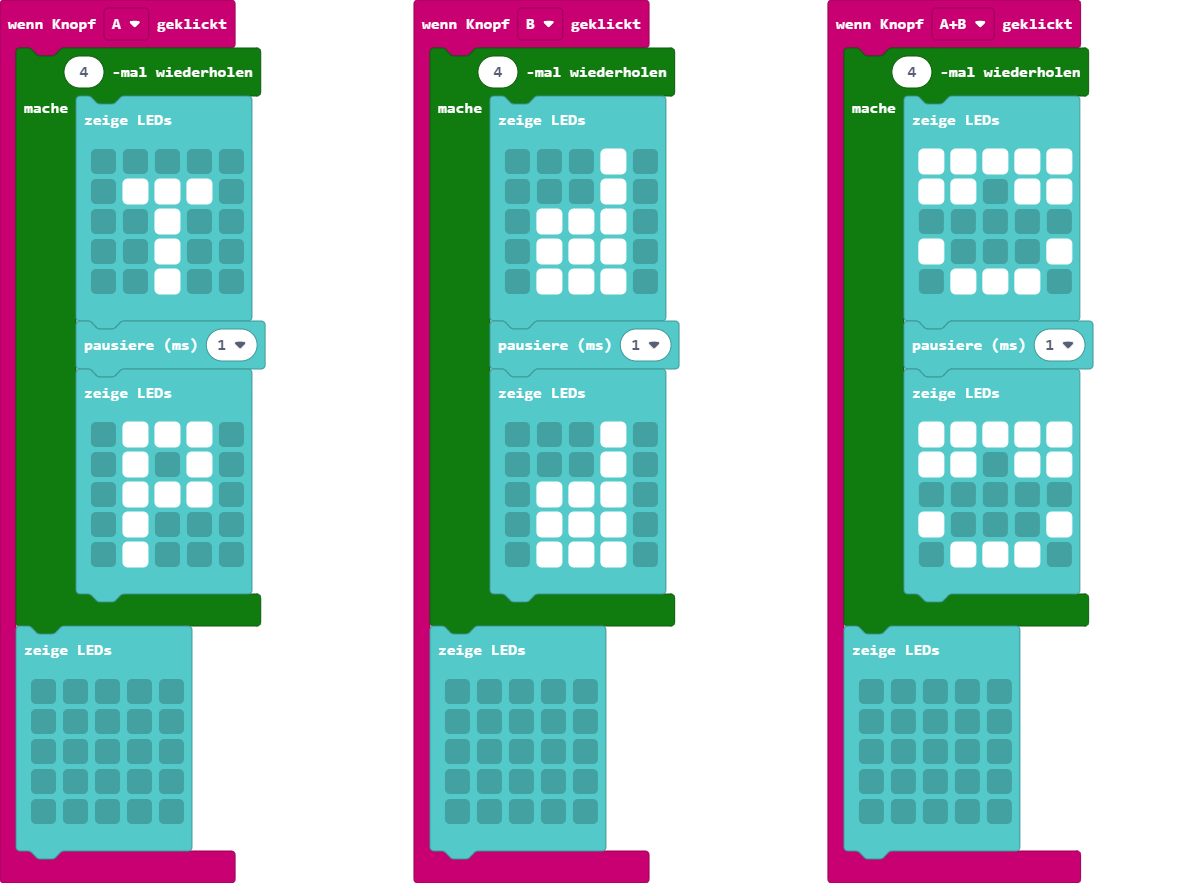 wenn Knopf A geklickt
4 -mal wiederholen
mache
zeige LEDs
pausiere (ms) 1
zeige LEDs
zeige LEDs
wenn Knopf B geklickt
4 -mal wiederholen
mache
zeige LEDs
pausiere (ms) 1
zeige LEDs
zeige LEDs
wenn Knopf A+B geklickt
4 -mal wiederholen
mache
zeige LEDs
pausiere (ms) 1
zeige LEDs
zeige LEDs